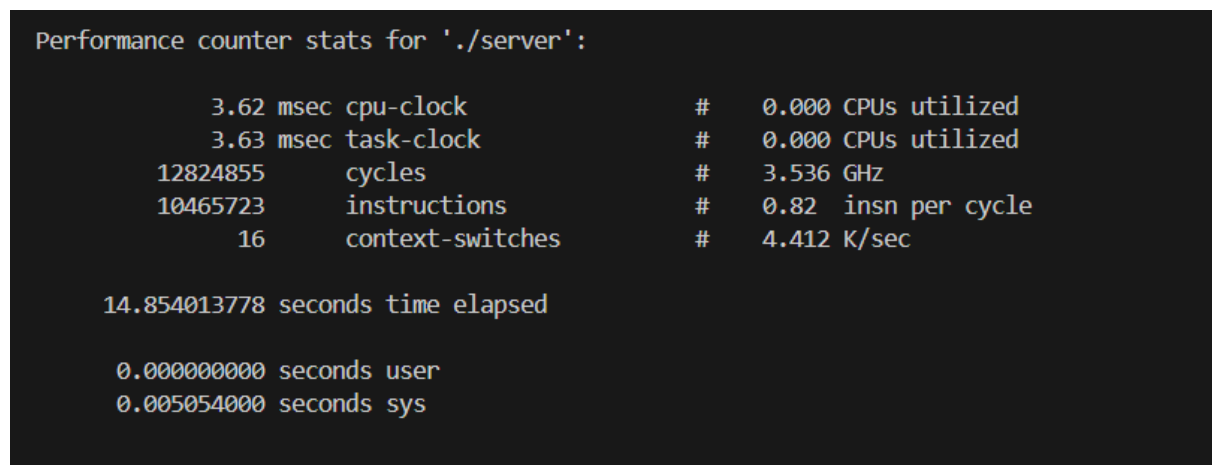 Performance counter stats for './server':
3.62 msec cpu-clock # 0.000 CPUs utilized
3.63 msec task-clock # 0.000 CPUs utilized
12824855 cycles # 3.536 GHz
10465723 instructions # 0.82 insn per cycle
16 context-switches # 4.412 K/sec
14.854013778 seconds time elapsed
0.000000000 seconds user
0.005054000 seconds sys